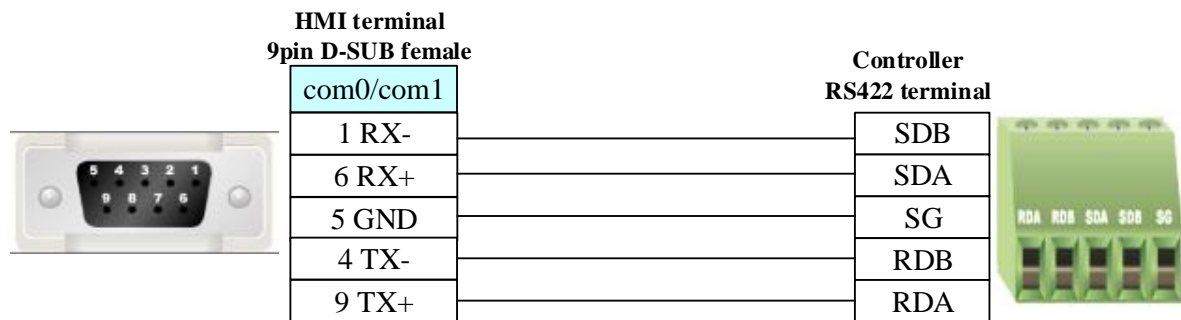 HMI terminal
9pin D-SUB female
com0/com1
1 RX-
6 RX+
5 GND
4 TX-
9 TX+
Controller
RS422 terminal
SDB
SDA
SG
RDB
RDA
5 4 3 2 1
9 8 7 6
RDA RDB SDA SDB SG